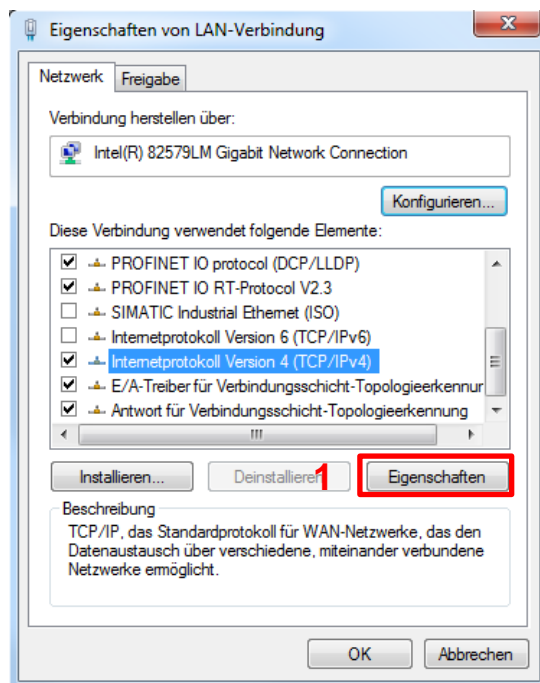 Eigenschaften von LAN-Verbindung
Netzwerk
Freigabe
Verbindung herstellen über:
Intel(R) 82579LM Gigabit Network Connection
Konfigurieren...
Diese Verbindung verwendet folgende Elemente:
PROFINET IO protocol (DCP/LLDP)
PROFINET IO RT-Protocol V2.3
SIMATIC Industrial Ethernet (ISO)
Internetprotokoll Version 6 (TCP/IPv6)
Internetprotokoll Version 4 (TCP/IPv4)
E/A-Treiber für Verbindungsschicht-Topologieerkennur
Antwort für Verbindungsschicht-Topologieerkennung
Installieren...
Deinstallieren
1
Eigenschaften
Beschreibung
TCP/IP, das Standardprotokoll für WAN-Netzwerke, das den
Datenaustausch über verschiedene, miteinander verbundene
Netzwerke ermöglicht.
OK
Abbrechen